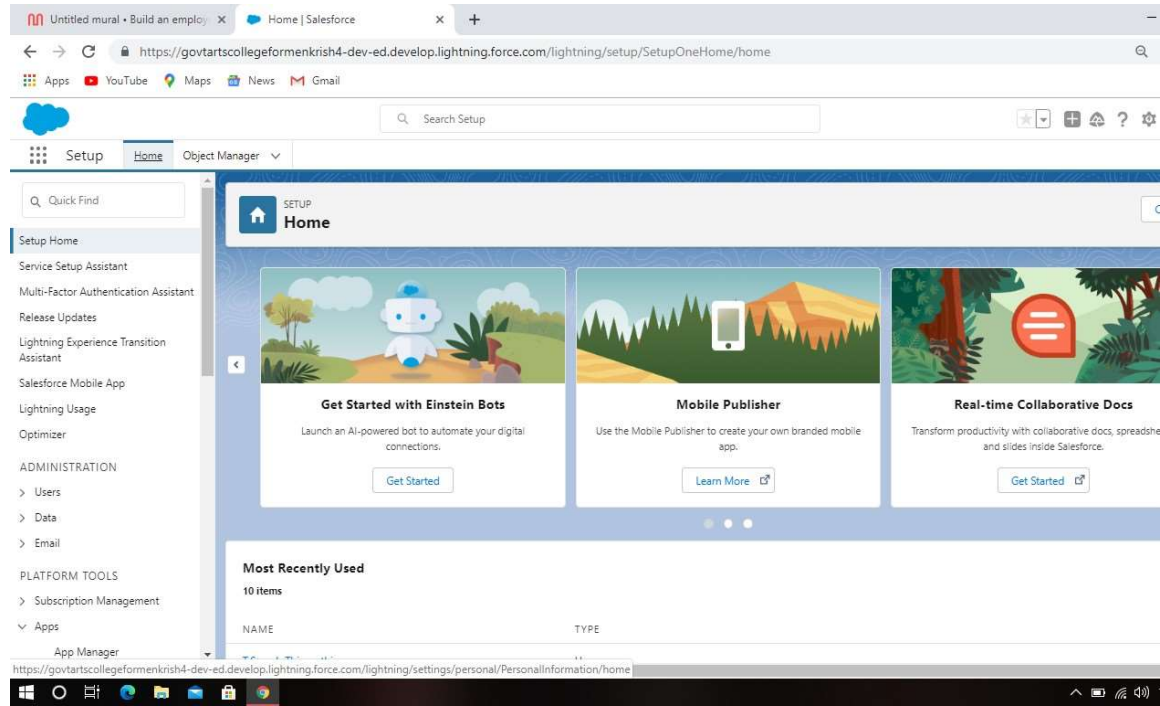 Untitled mural • Build an employ
Home | Salesforce
https://govtartscollegeformenkrish4-dev-ed.develop.lightning.force.com/lightning/setup/SetupOneHome/home
Apps YouTube Maps News Gmail
Search Setup
Setup Home Object Manager
Quick Find
Setup Home
Service Setup Assistant
Multi-Factor Authentication Assistant
Release Updates
Lightning Experience Transition
Assistant
Salesforce Mobile App
Lightning Usage
Optimizer
ADMINISTRATION
> Users
> Data
> Email
PLATFORM TOOLS
> Subscription Management
Apps
App Manager
SETUP
Home
Get Started with Einstein Bots
Launch an AI-powered bot to automate your digital
connections.
Get Started
Mobile Publisher
Use the Mobile Publisher to create your own branded mobile
app.
Learn More
Real-time Collaborative Docs
Transform productivity with collaborative docs, spreadshe
and slides inside Salesforce.
Get Started
Most Recently Used
10 items
NAME TYPE
https://govtartscollegeformenkrish4-dev-ed.develop.lightning.force.com/lightning/settings/personal/PersonalInformation/home